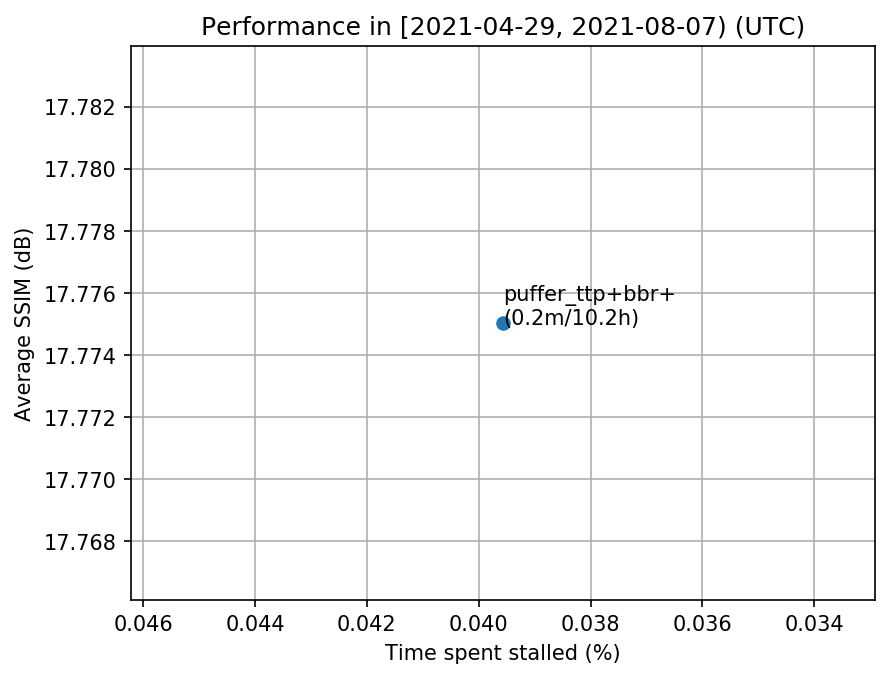 Performance in [2021-04-29, 2021-08-07) (UTC)
17.782
17.780
17.778
17.776
17.774
17.772
17.770
17.768
Average SSIM (dB)
puffer_ttp+bbr+
(0.2m/10.2h)
0.046 0.044 0.042 0.040 0.038 0.036 0.034
Time spent stalled (%)